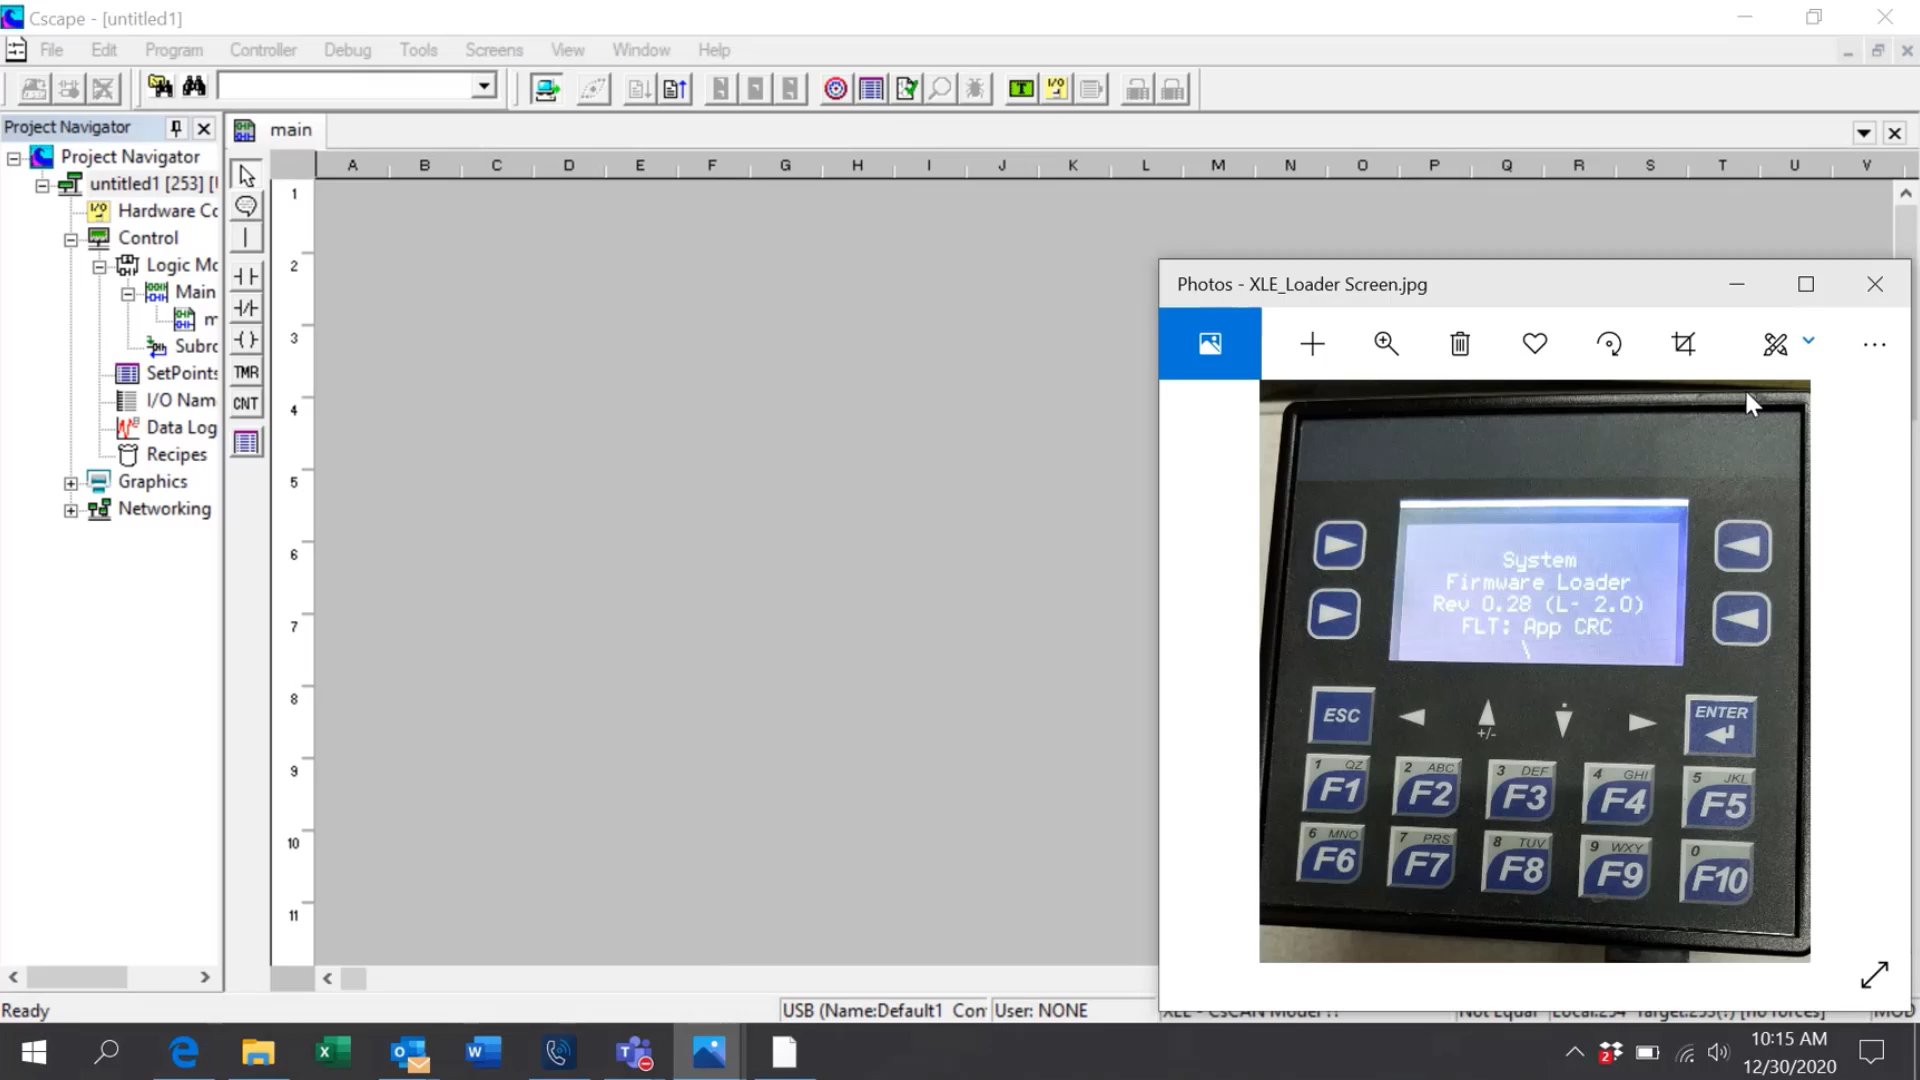 Cscape - [untitled1]
File Edit Program Controller Debug Tools Screens View Window Help
T I/O
Project Navigator
main
Project Navigator
untitled1 [253] [
I/O Hardware Co
Control
Logic Mo
Main
m
Subro
SetPoints
I/O Nam
Data Log
Recipes
Graphics
Networking
TMR
CNT
A B C D E F G H I J K L M N O P Q R S T U V
1
2
3
4
5
6
7
8
9
10
11
Photos - XLE_Loader Screen.jpg
System
Firmware Loader
Rev 0.28 (L- 2.0)
FLT: App CRC
\
ESC +/- ENTER
1 QZ F1 2 ABC F2 3 DEF F3 4 GHI F4 5 JKL F5
6 MNO F6 7 PRS F7 8 TUV F8 9 WXY F9 0 F10
Ready
USB (Name:Default1 Con User: NONE
10:15 AM
12/30/2020
2